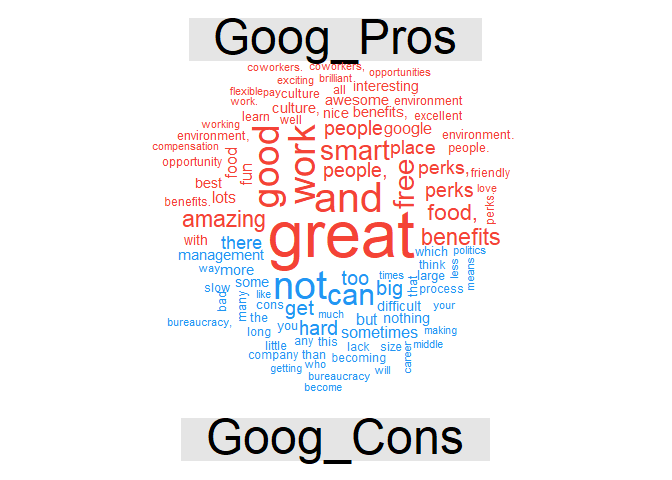 Goog_Pros
coworkers. coworkers,
exciting brilliant. opportunities
flexible pay culture all interesting
work. awesome environment
learn culture, well nice benefits, excellent
working people google environment.
environment, good work smart place people.
compensation food free perks, friendly
opportunity fun people,
best perks love
benefits. lots and food, perks.
amazing great benefits
with there which politics
management not can too times big think less means
way more that large
slow some get difficult process
bad many like cons much your
bureaucracy, the hard but nothing
long you sometimes making
little any this lack size career middle
company than becoming
getting who will
bureaucracy
become
Goog_Cons